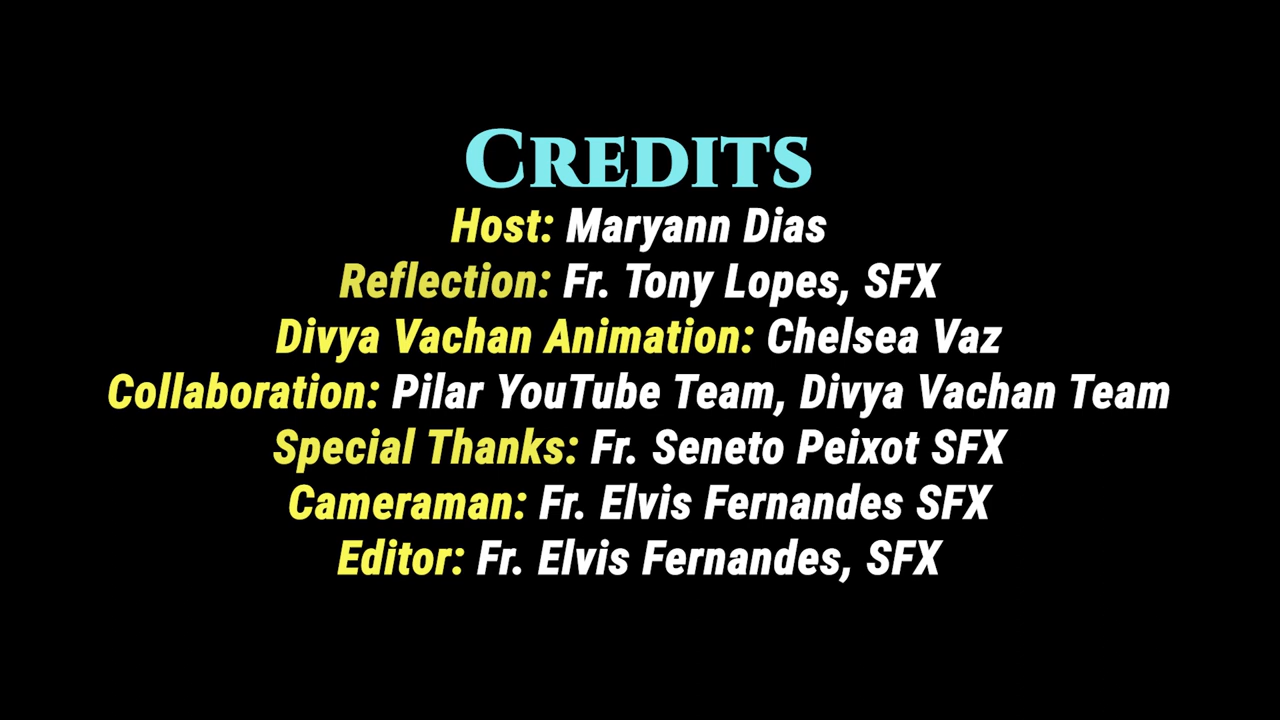 CREDITS
Host: Maryann Dias
Reflection: Fr. Tony Lopes, SFX
Divya Vachan Animation: Chelsea Vaz
Collaboration: Pilar YouTube Team, Divya Vachan Team
Special Thanks: Fr. Seneto Peixot SFX
Cameraman: Fr. Elvis Fernandes SFX
Editor: Fr. Elvis Fernandes, SFX